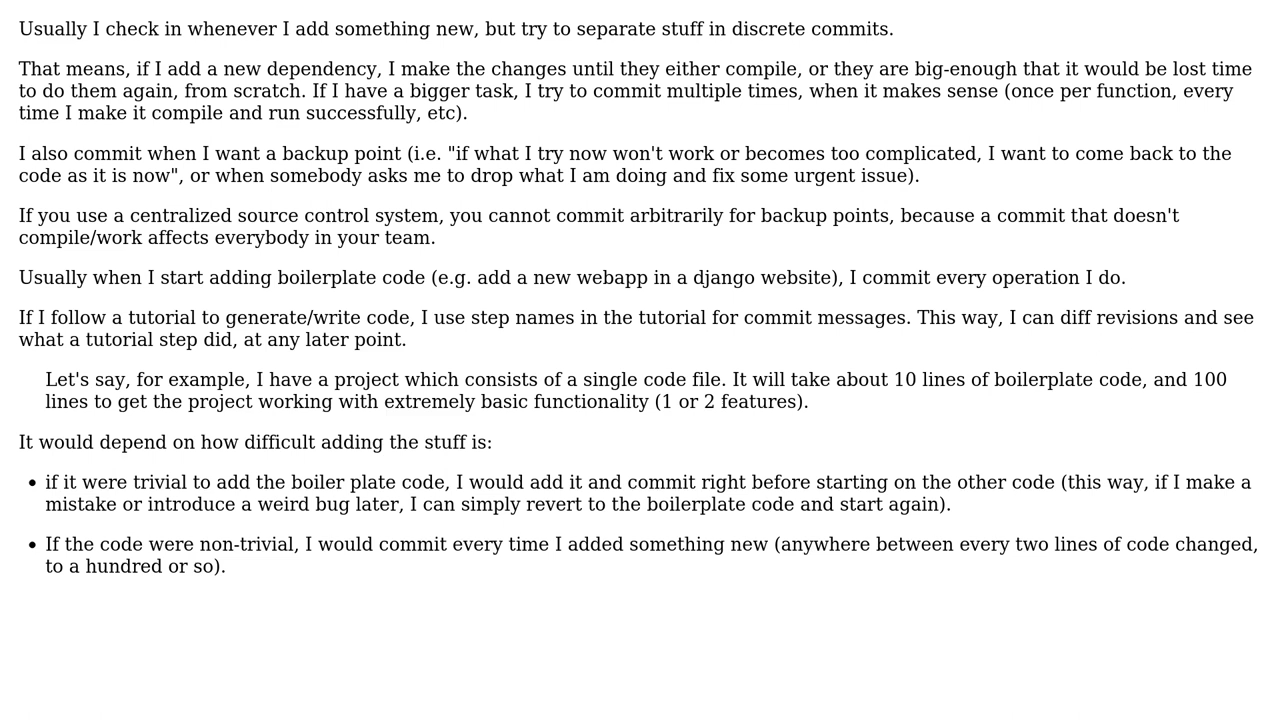 Usually I check in whenever I add something new, but try to separate stuff in discrete commits.
That means, if I add a new dependency, I make the changes until they either compile, or they are big-enough that it would be lost time
to do them again, from scratch. If I have a bigger task, I try to commit multiple times, when it makes sense (once per function, every
time I make it compile and run successfully, etc).
I also commit when I want a backup point (i.e. "if what I try now won't work or becomes too complicated, I want to come back to the
code as it is now", or when somebody asks me to drop what I am doing and fix some urgent issue).
If you use a centralized source control system, you cannot commit arbitrarily for backup points, because a commit that doesn't
compile/work affects everybody in your team.
Usually when I start adding boilerplate code (e.g. add a new webapp in a django website), I commit every operation I do.
If I follow a tutorial to generate/write code, I use step names in the tutorial for commit messages. This way, I can diff revisions and see
what a tutorial step did, at any later point.
Let's say, for example, I have a project which consists of a single code file. It will take about 10 lines of boilerplate code, and 100
lines to get the project working with extremely basic functionality (1 or 2 features).
It would depend on how difficult adding the stuff is:
• if it were trivial to add the boiler plate code, I would add it and commit right before starting on the other code (this way, if I make a
mistake or introduce a weird bug later, I can simply revert to the boilerplate code and start again).
• If the code were non-trivial, I would commit every time I added something new (anywhere between every two lines of code changed,
to a hundred or so).